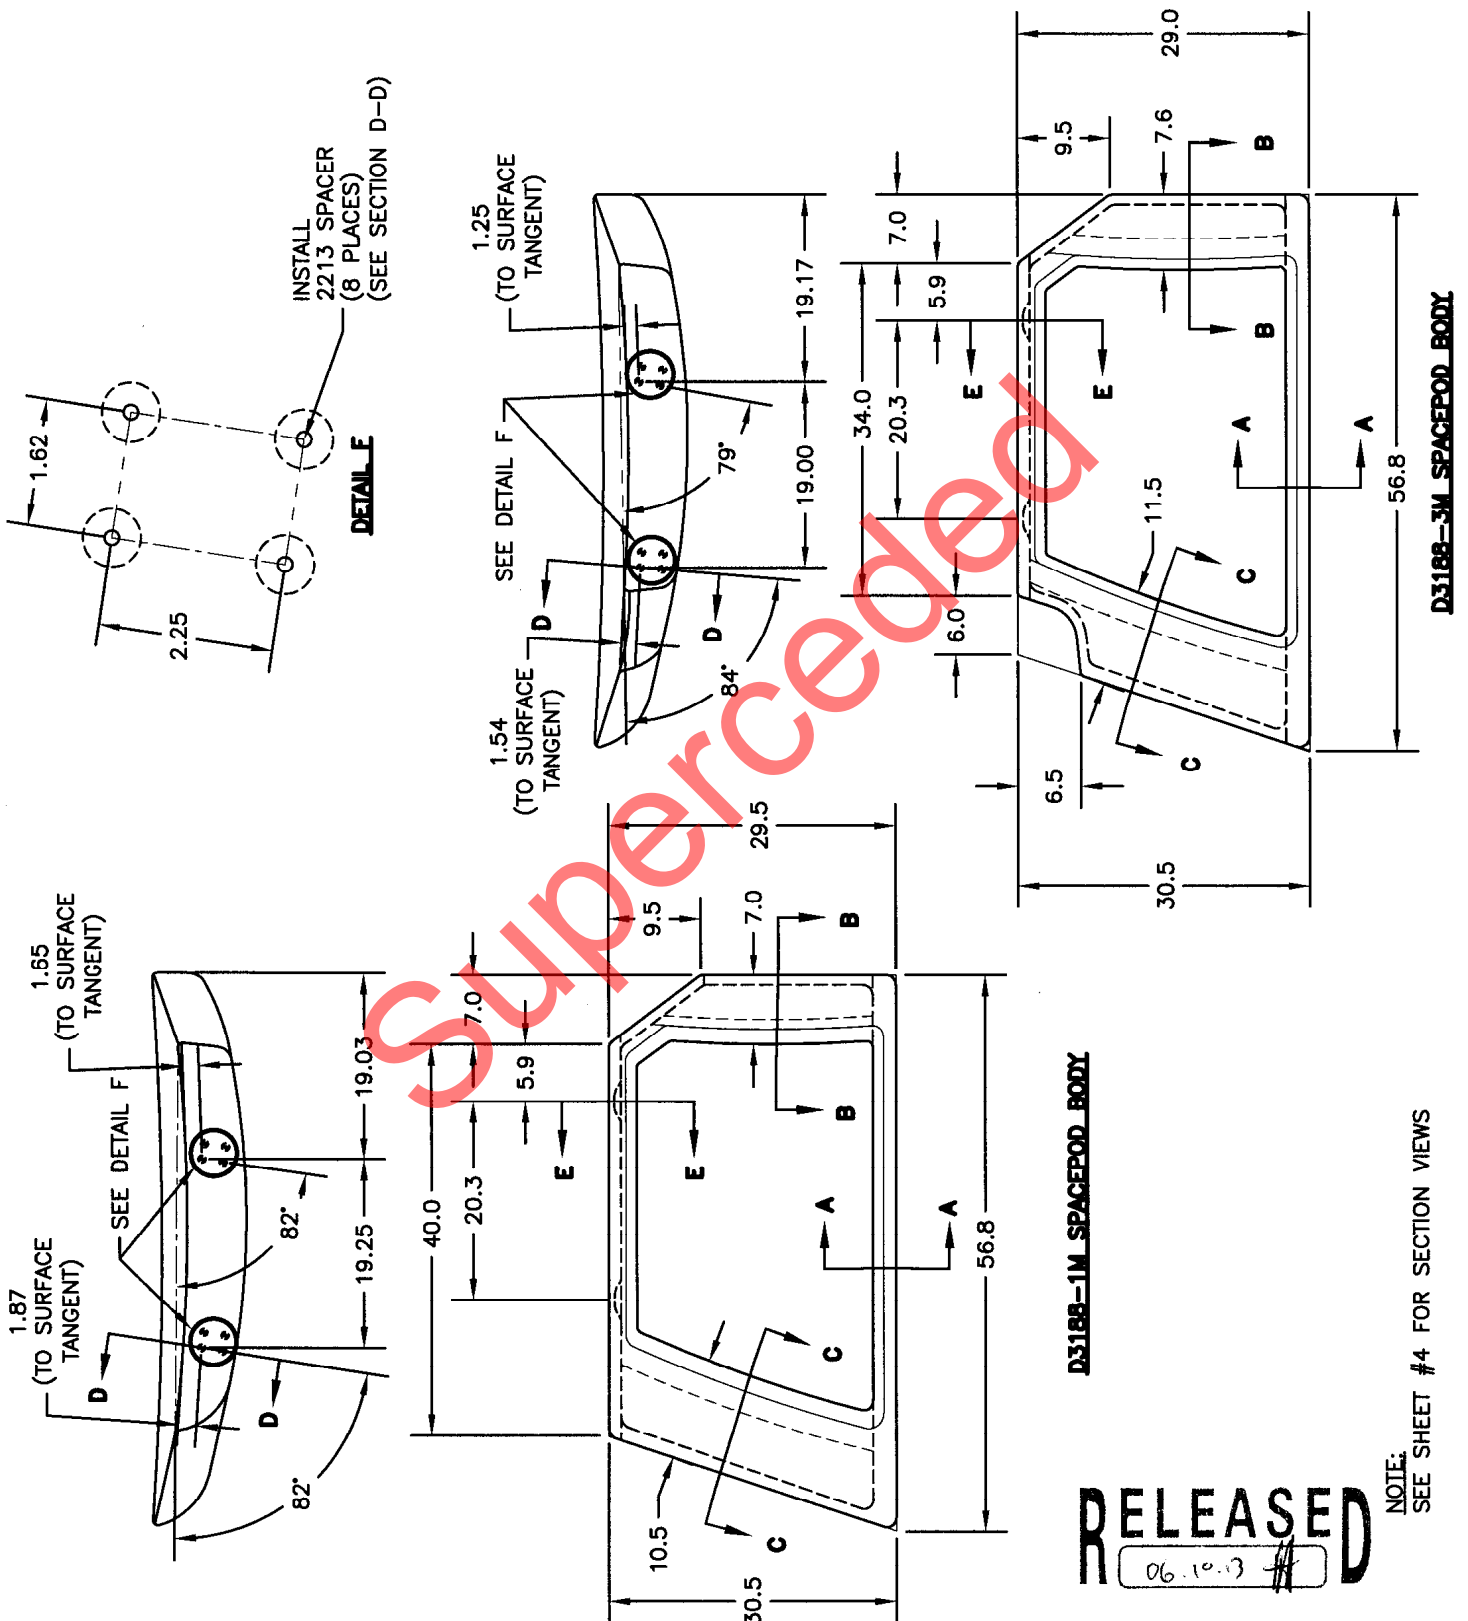 1.62
2.25
INSTALL
2213 SPACER
(8 PLACES)
(SEE SECTION D-D)
DETAIL F
1.87
(TO SURFACE
TANGENT)
1.65
(TO SURFACE
TANGENT)
SEE DETAIL F
D
D
82°
82°
19.25
19.03
40.0
20.3
5.9
7.0
9.5
29.5
7.0
E
E
B
B
A
A
C
C
10.5
30.5
56.8
D3188-1M SPACEPOD BODY
1.54
(TO SURFACE
TANGENT)
1.25
(TO SURFACE
TANGENT)
SEE DETAIL F
D
D
84°
79°
19.00
19.17
34.0
20.3
5.9
7.0
6.0
9.5
29.0
7.6
E
E
B
B
A
A
C
C
11.5
6.5
30.5
56.8
D3188-3M SPACEPOD BODY
NOTE:
SEE SHEET #4 FOR SECTION VIEWS
RELEASED
06.10.13
Superceded